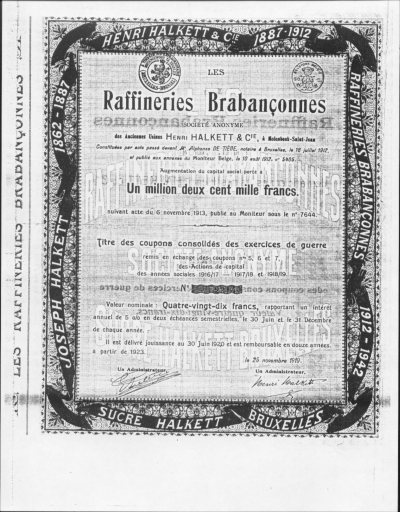 HENRI HALKETT & Cie 1887-1912
JOSEPH HALKETT 1862-1887
RAFFINERIES BRABANÇONNES 1912-1942
LES RAFFINERIES BRABANÇONNES
LES
Raffineries Brabançonnes
SOCIÉTÉ ANONYME
des Anciennes Usines HENRI HALKETT & CIE, à Molenbeek-Saint-Jean
Constituées par acte passé devant Me Alphonse DE TIÈGE, notaire à Bruxelles, le 16 juillet 1912,
et publié aux annexes du Moniteur Belge, le 10 août 1912, n° 5405.
Augmentation du capital social porté à
Un million deux cent mille francs.
suivant acte du 6 novembre 1913, publié au Moniteur sous le n° 7644.
Titre des coupons consolidés des exercices de guerre
remis en échange des coupons nos 5, 6 et 7,
des Actions de capital
des années sociales 1916/17 - 1917/18 et 1918/19.
N°
Valeur nominale : Quatre-vingt-dix francs, rapportant un intérêt
annuel de 5 % en deux échéances semestrielles, le 30 Juin et le 31 Décembre
de chaque année.
Il est délivré jouissance au 30 Juin 1920 et remboursable en douze années
à partir de 1923.
le 25 novembre 1919.
Un Administrateur,
Un Administrateur,
Henri Halkett
SUCRE HALKETT BRUXELLES